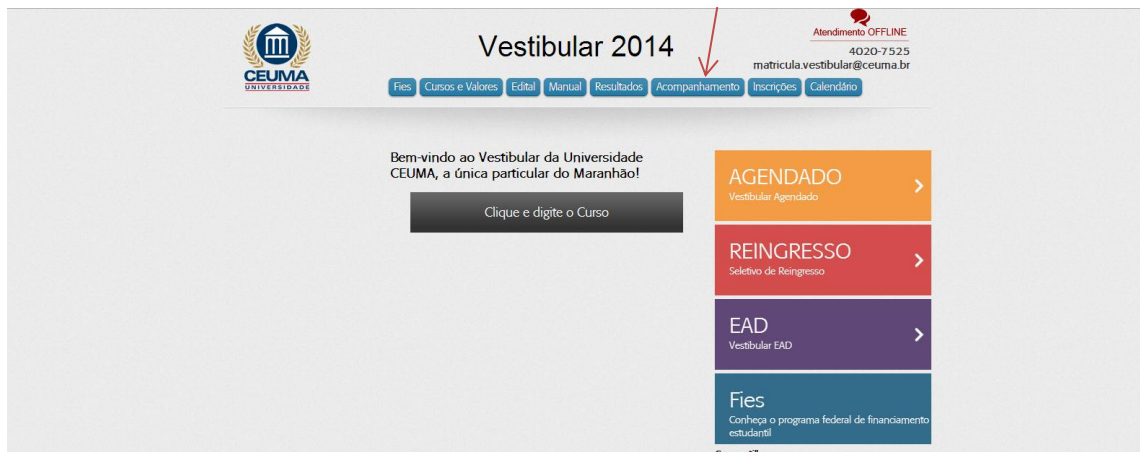 CEUMA
UNIVERSIDADE
Vestibular 2014
Atendimento OFFLINE
4020-7525
matricula.vestibular@ceuma.br
Fies Cursos e Valores Edital Manual Resultados Acompanhamento Inscrições Calendário
Bem-vindo ao Vestibular da Universidade
CEUMA, a única particular do Maranhão!
Clique e digite o Curso
AGENDADO
Vestibular Agendado
REINGRESSO
Seletivo de Reingresso
EAD
Vestibular EAD
Fies
Conheça o programa federal de financiamento
estudantil